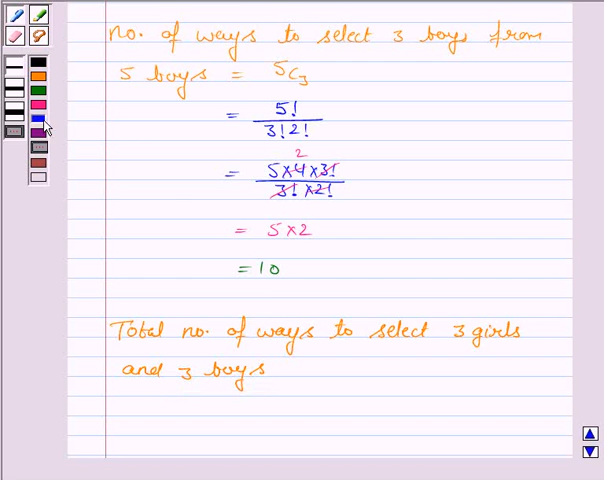 No. of ways to select 3 boys from
5 boys = 5C3
= 5!
3!2!
2
= 5×4×3!
3!×2!
= 5×2
= 10
Total no. of ways to select 3 girls
and 3 boys